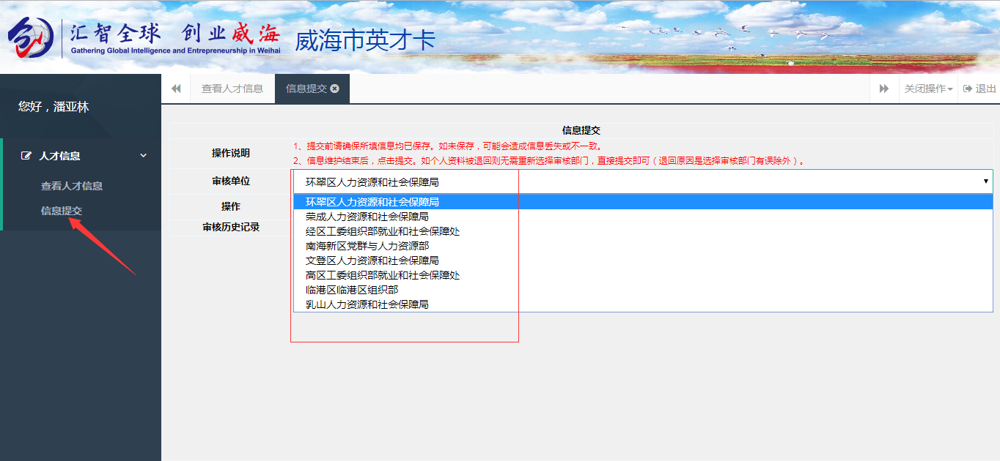 汇智全球 创业威海
Gathering Global Intelligence and Entrepreneurship in Weihai
威海市英才卡
您好，潘亚林
查看人才信息
信息提交
关闭操作
退出
人才信息
查看人才信息
信息提交
信息提交
操作说明
1、提交前请确保所填信息均已保存。如未保存，可能会造成信息丢失或不一致。
2、信息维护结束后，点击提交。如个人资料被退回则无需重新选择审核部门，直接提交即可（退回原因是选择审核部门有误除外）。
审核单位
环翠区人力资源和社会保障局
操作
审核历史记录
环翠区人力资源和社会保障局
荣成人力资源和社会保障局
经区工委组织部就业和社会保障处
南海新区党群与人力资源部
文登区人力资源和社会保障局
高区工委组织部就业和社会保障处
临港区临港区组织部
乳山人力资源和社会保障局